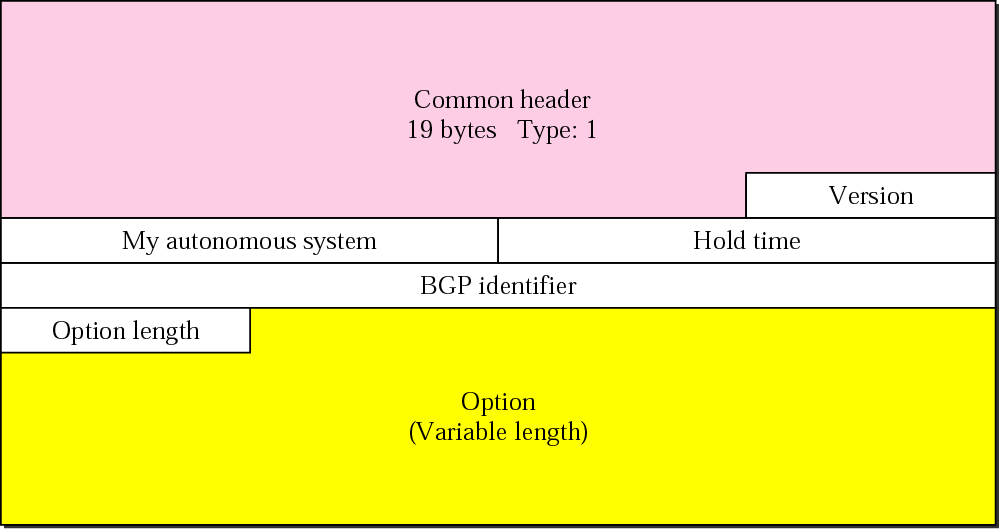 Common header
19 bytes Type: 1
Version
My autonomous system
Hold time
BGP identifier
Option length
Option
(Variable length)